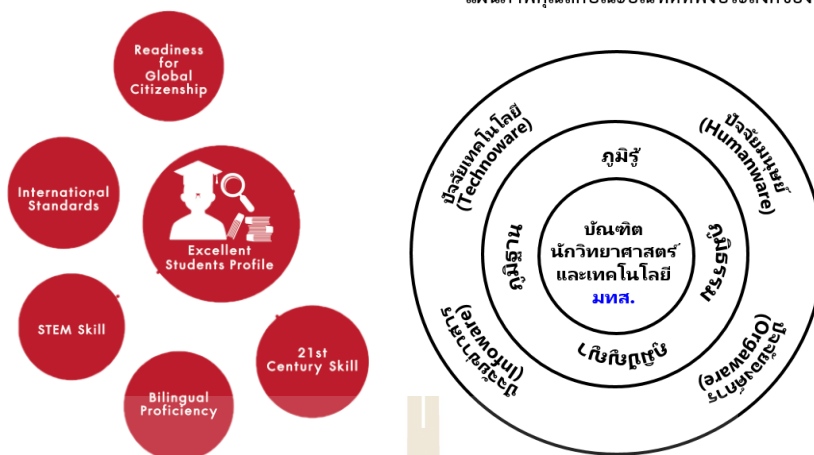 Readiness
for
Global
Citizenship
International
Standards
Excellent
Students Profile
STEM Skill
21st
Century Skill
Bilingual
Proficiency
ปัจจัยเทคโนโลยี
(Technoware)
ปัจจัยมนุษย์
(Humanware)
ภูมิรู้
ภูมิฐาน
ภูมิธรรม
บัณฑิต
นักวิทยาศาสตร์
และเทคโนโลยี
มทส.
ภูมิปัญญา
ปัจจัยข่าวสาร
(Infoware)
ปัจจัยองค์การ
(Orgaware)